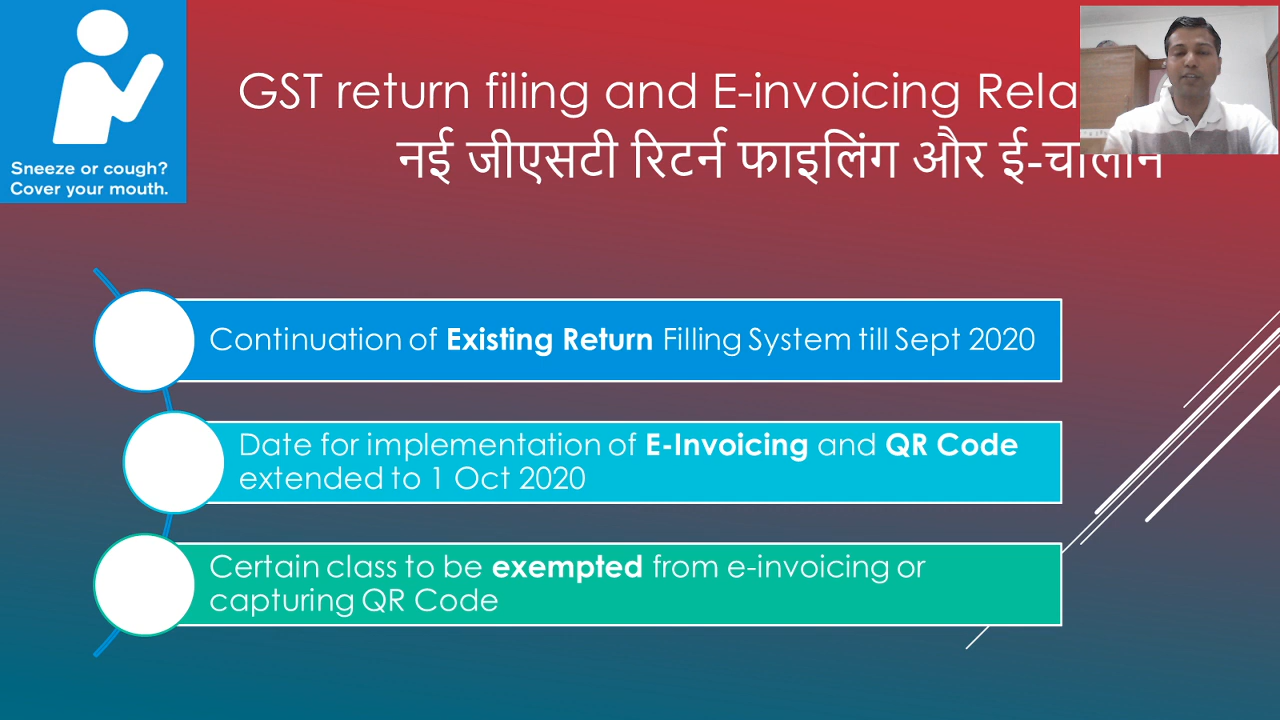 Sneeze or cough?
Cover your mouth.
GST return filing and E-invoicing
नई जीएसटी रिटर्न फाइलिंग और ई-चालान
Continuation of Existing Return Filling System till Sept 2020
Date for implementation of E-Invoicing and QR Code
extended to 1 Oct 2020
Certain class to be exempted from e-invoicing or
capturing QR Code